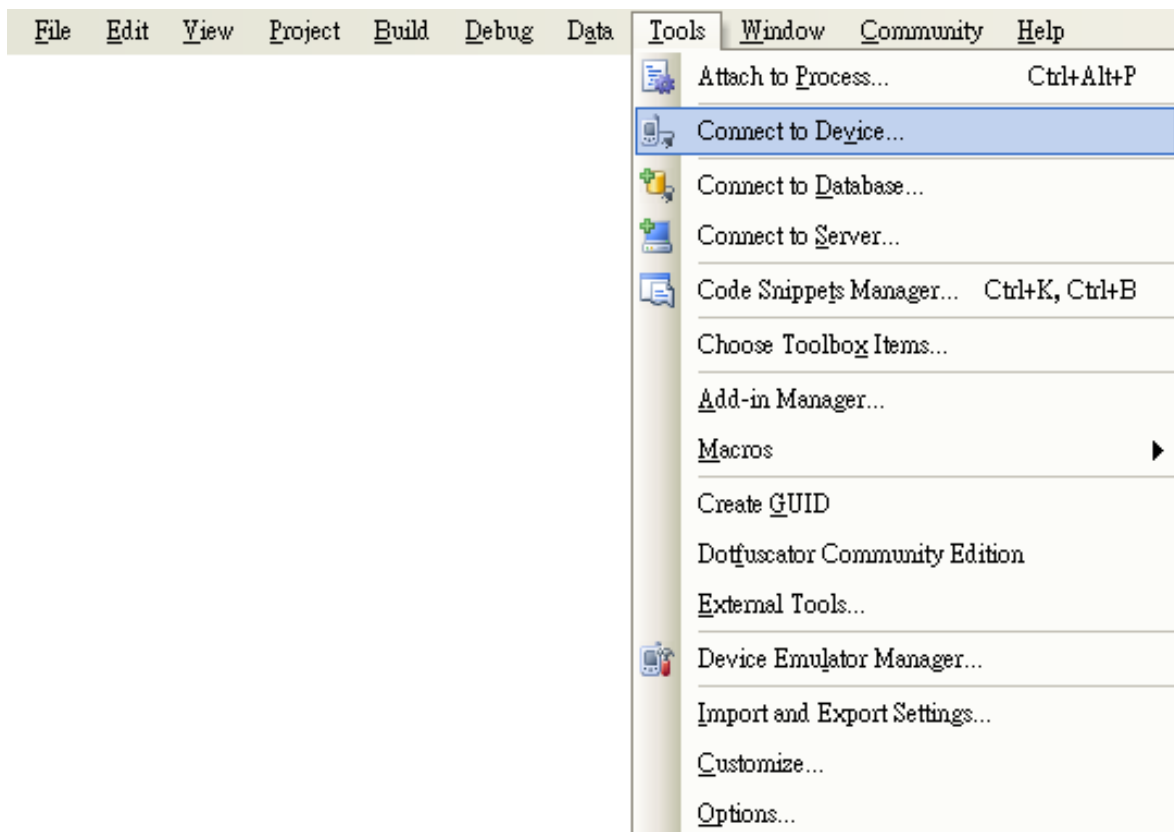 File Edit View Project Build Debug Data Tools Window Community Help
Attach to Process... Ctrl+Alt+P
Connect to Device...
Connect to Database...
Connect to Server...
Code Snippets Manager... Ctrl+K, Ctrl+B
Choose Toolbox Items...
Add-in Manager...
Macros
Create GUID
Dotfuscator Community Edition
External Tools...
Device Emulator Manager...
Import and Export Settings...
Customize...
Options...